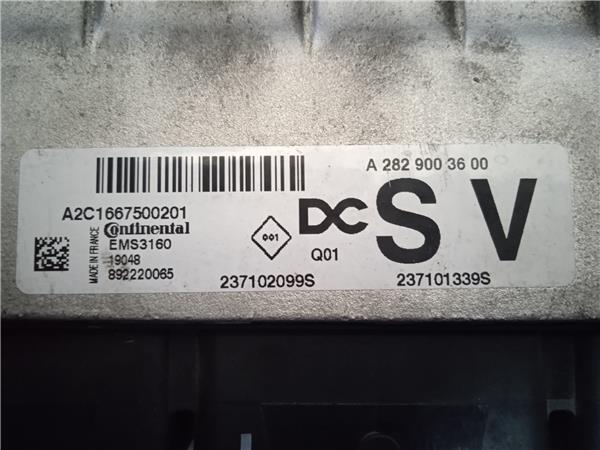 A 282 900 36 00
A2C1667500201
Continental
EMS3160
MADE IN FRANCE
19048
892220065
001
DC
Q01
S V
237102099S
237101339S